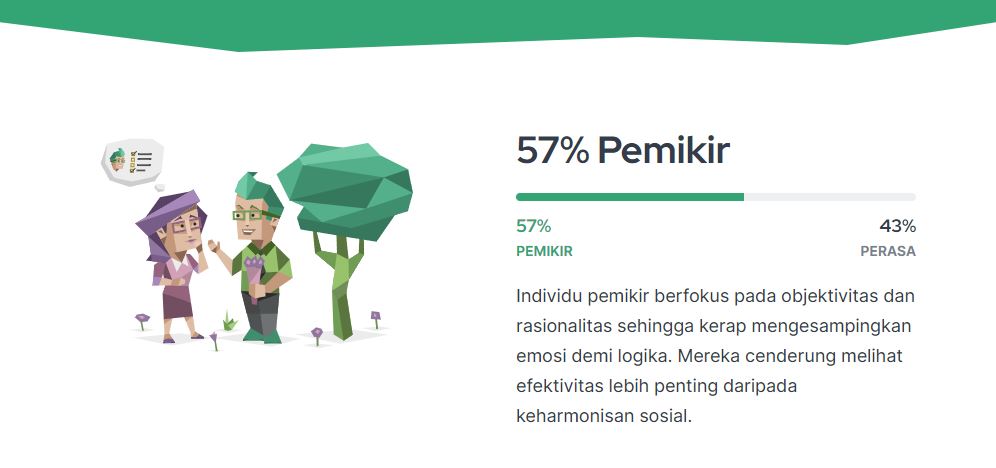 57% Pemikir
57% 43%
PEMIKIR PERASA
Individu pemikir berfokus pada objektivitas dan
rasionalitas sehingga kerap mengesampingkan
emosi demi logika. Mereka cenderung melihat
efektivitas lebih penting daripada
keharmonisan sosial.